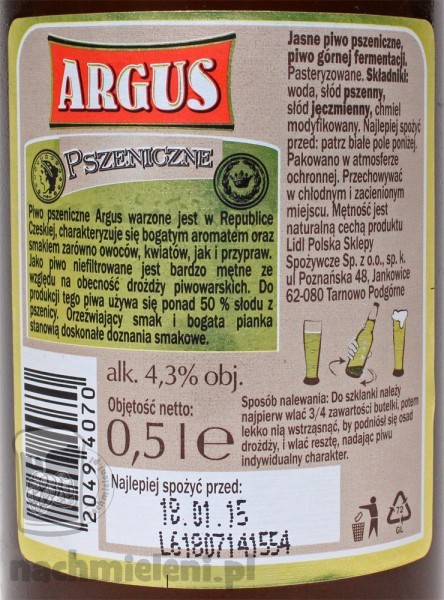 ARGUS
PSZENICZNE
Piwo pszeniczne Argus warzone jest w Republice
Czeskiej, charakteryzuje się bogatym aromatem oraz
smakiem zarówno owoców, kwiatów, jak i przypraw.
Jako piwo niefiltrowane jest bardzo mętne ze
względu na obecność drożdży piwowarskich. Do
produkcji tego piwa używa się ponad 50 % słodu z
pszenicy. Orzeźwiający smak i bogata pianka
stanowią doskonałe doznania smakowe.
Jasne piwo pszeniczne,
piwo górnej fermentacji.
Pasteryzowane. Składniki:
woda, słód pszenny,
słód jęczmienny, chmiel
modyfikowany. Najlepiej spożyć
przed: patrz białe pole poniżej.
Pakowano w atmosferze
ochronnej. Przechowywać
w chłodnym i zacienionym
miejscu. Mętność jest
naturalną cechą produktu
Lidl Polska Sklepy
Spożywcze Sp. z o.o., sp. k.
ul Poznańska 48, Jankowice
62-080 Tarnowo Podgórne
alk. 4,3% obj.
Objętość netto:
0,5 l e
Sposób nalewania: Do szklanki należy
najpierw wlać 3/4 zawartości butelki, potem
lekko nią wstrząsnąć, by podniósł się osad
drożdży, i wlać resztę, nadając piwu
indywidualny charakter.
2049 4070
Najlepiej spożyć przed:
18.01.15
L61807141554
72
GL
nachmieleni.pl